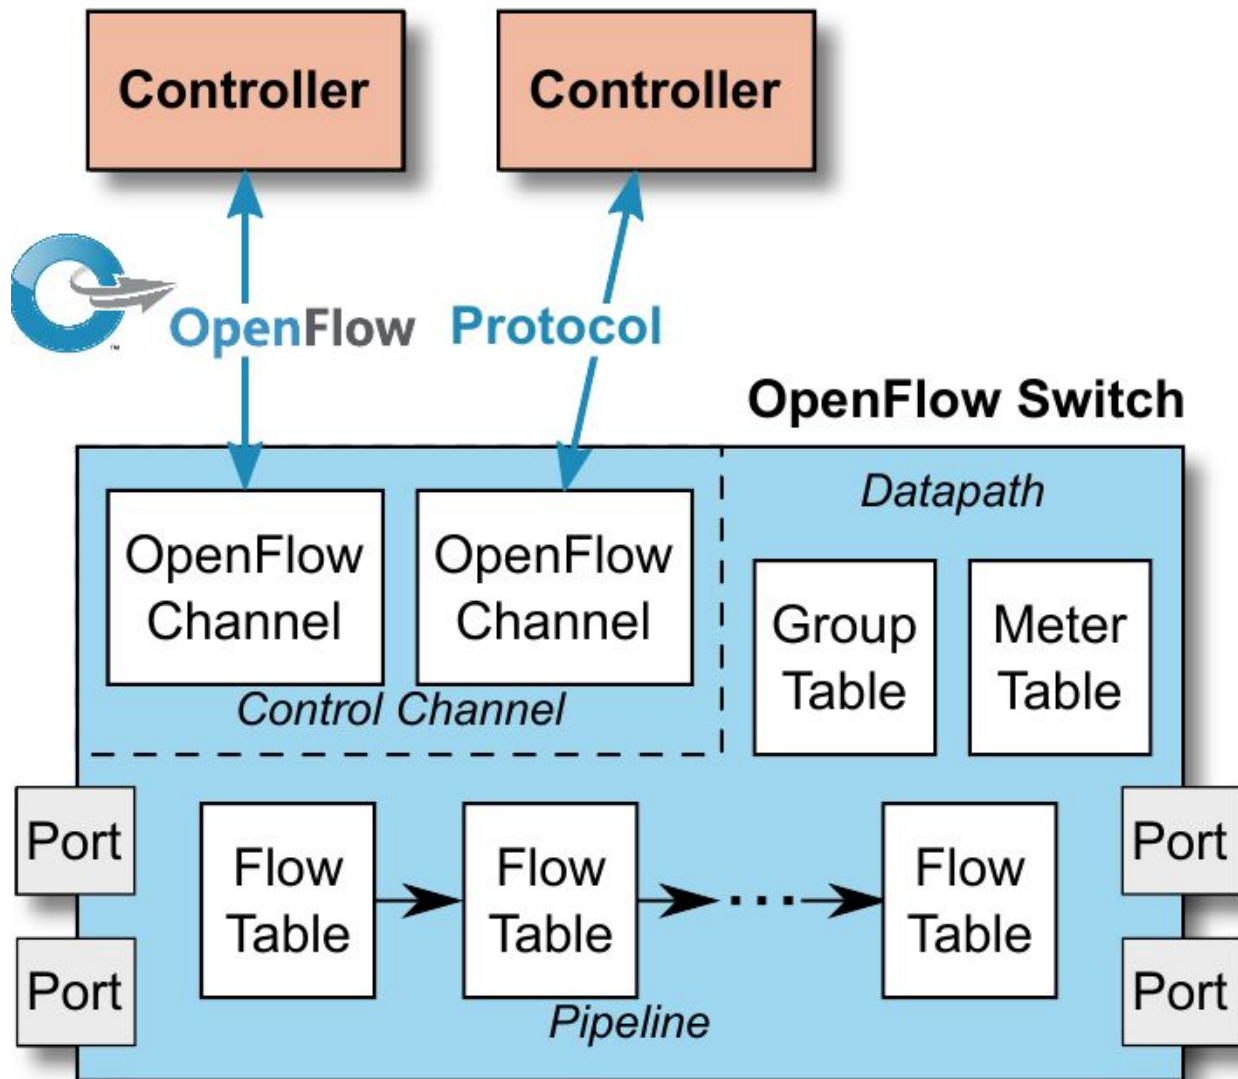 Controller
Controller
OpenFlow
Protocol
™
OpenFlow Switch
OpenFlow
Channel
OpenFlow
Channel
Control Channel
Datapath
Group
Table
Meter
Table
Port
Port
Flow
Table
Flow
Table
...
Flow
Table
Port
Port
Pipeline